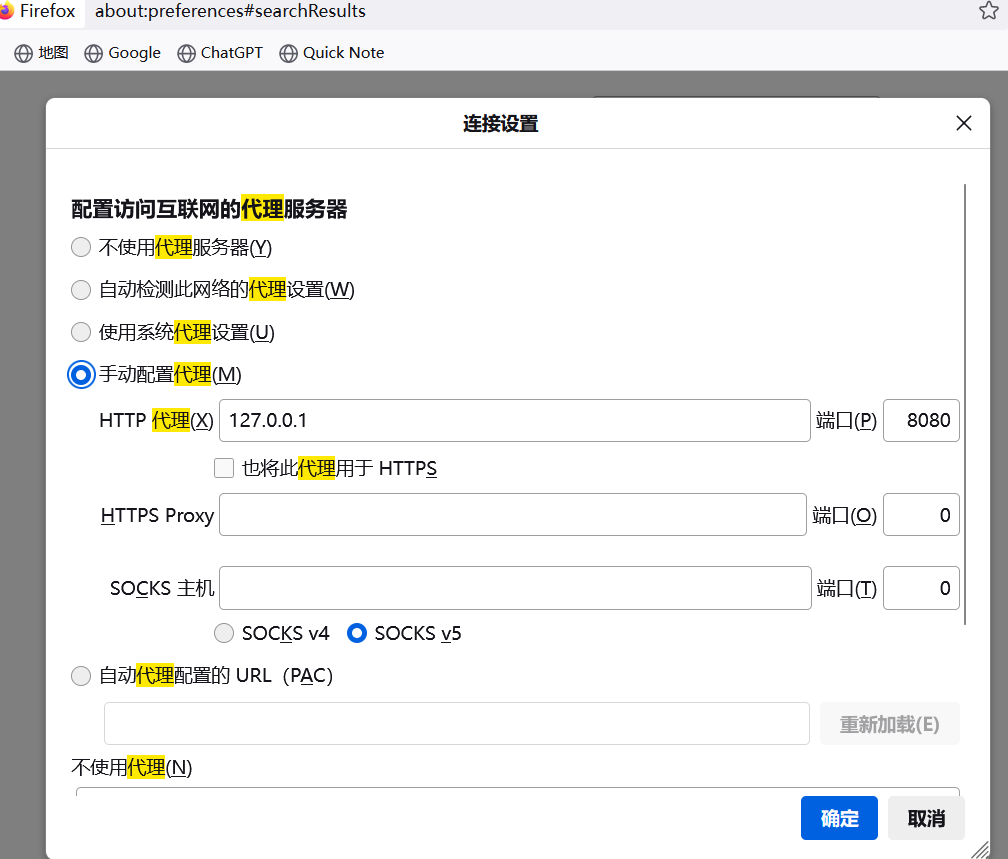 Firefox about:preferences#searchResults
地图 Google ChatGPT Quick Note
连接设置
配置访问互联网的代理服务器
不使用代理服务器(Y)
自动检测此网络的代理设置(W)
使用系统代理设置(U)
手动配置代理(M)
HTTP 代理(X) 127.0.0.1 端口(P) 8080
也将此代理用于 HTTPS
HTTPS Proxy 端口(O) 0
SOCKS 主机 端口(T) 0
SOCKS v4 SOCKS v5
自动代理配置的 URL（PAC）
重新加载(E)
不使用代理(N)
确定 取消